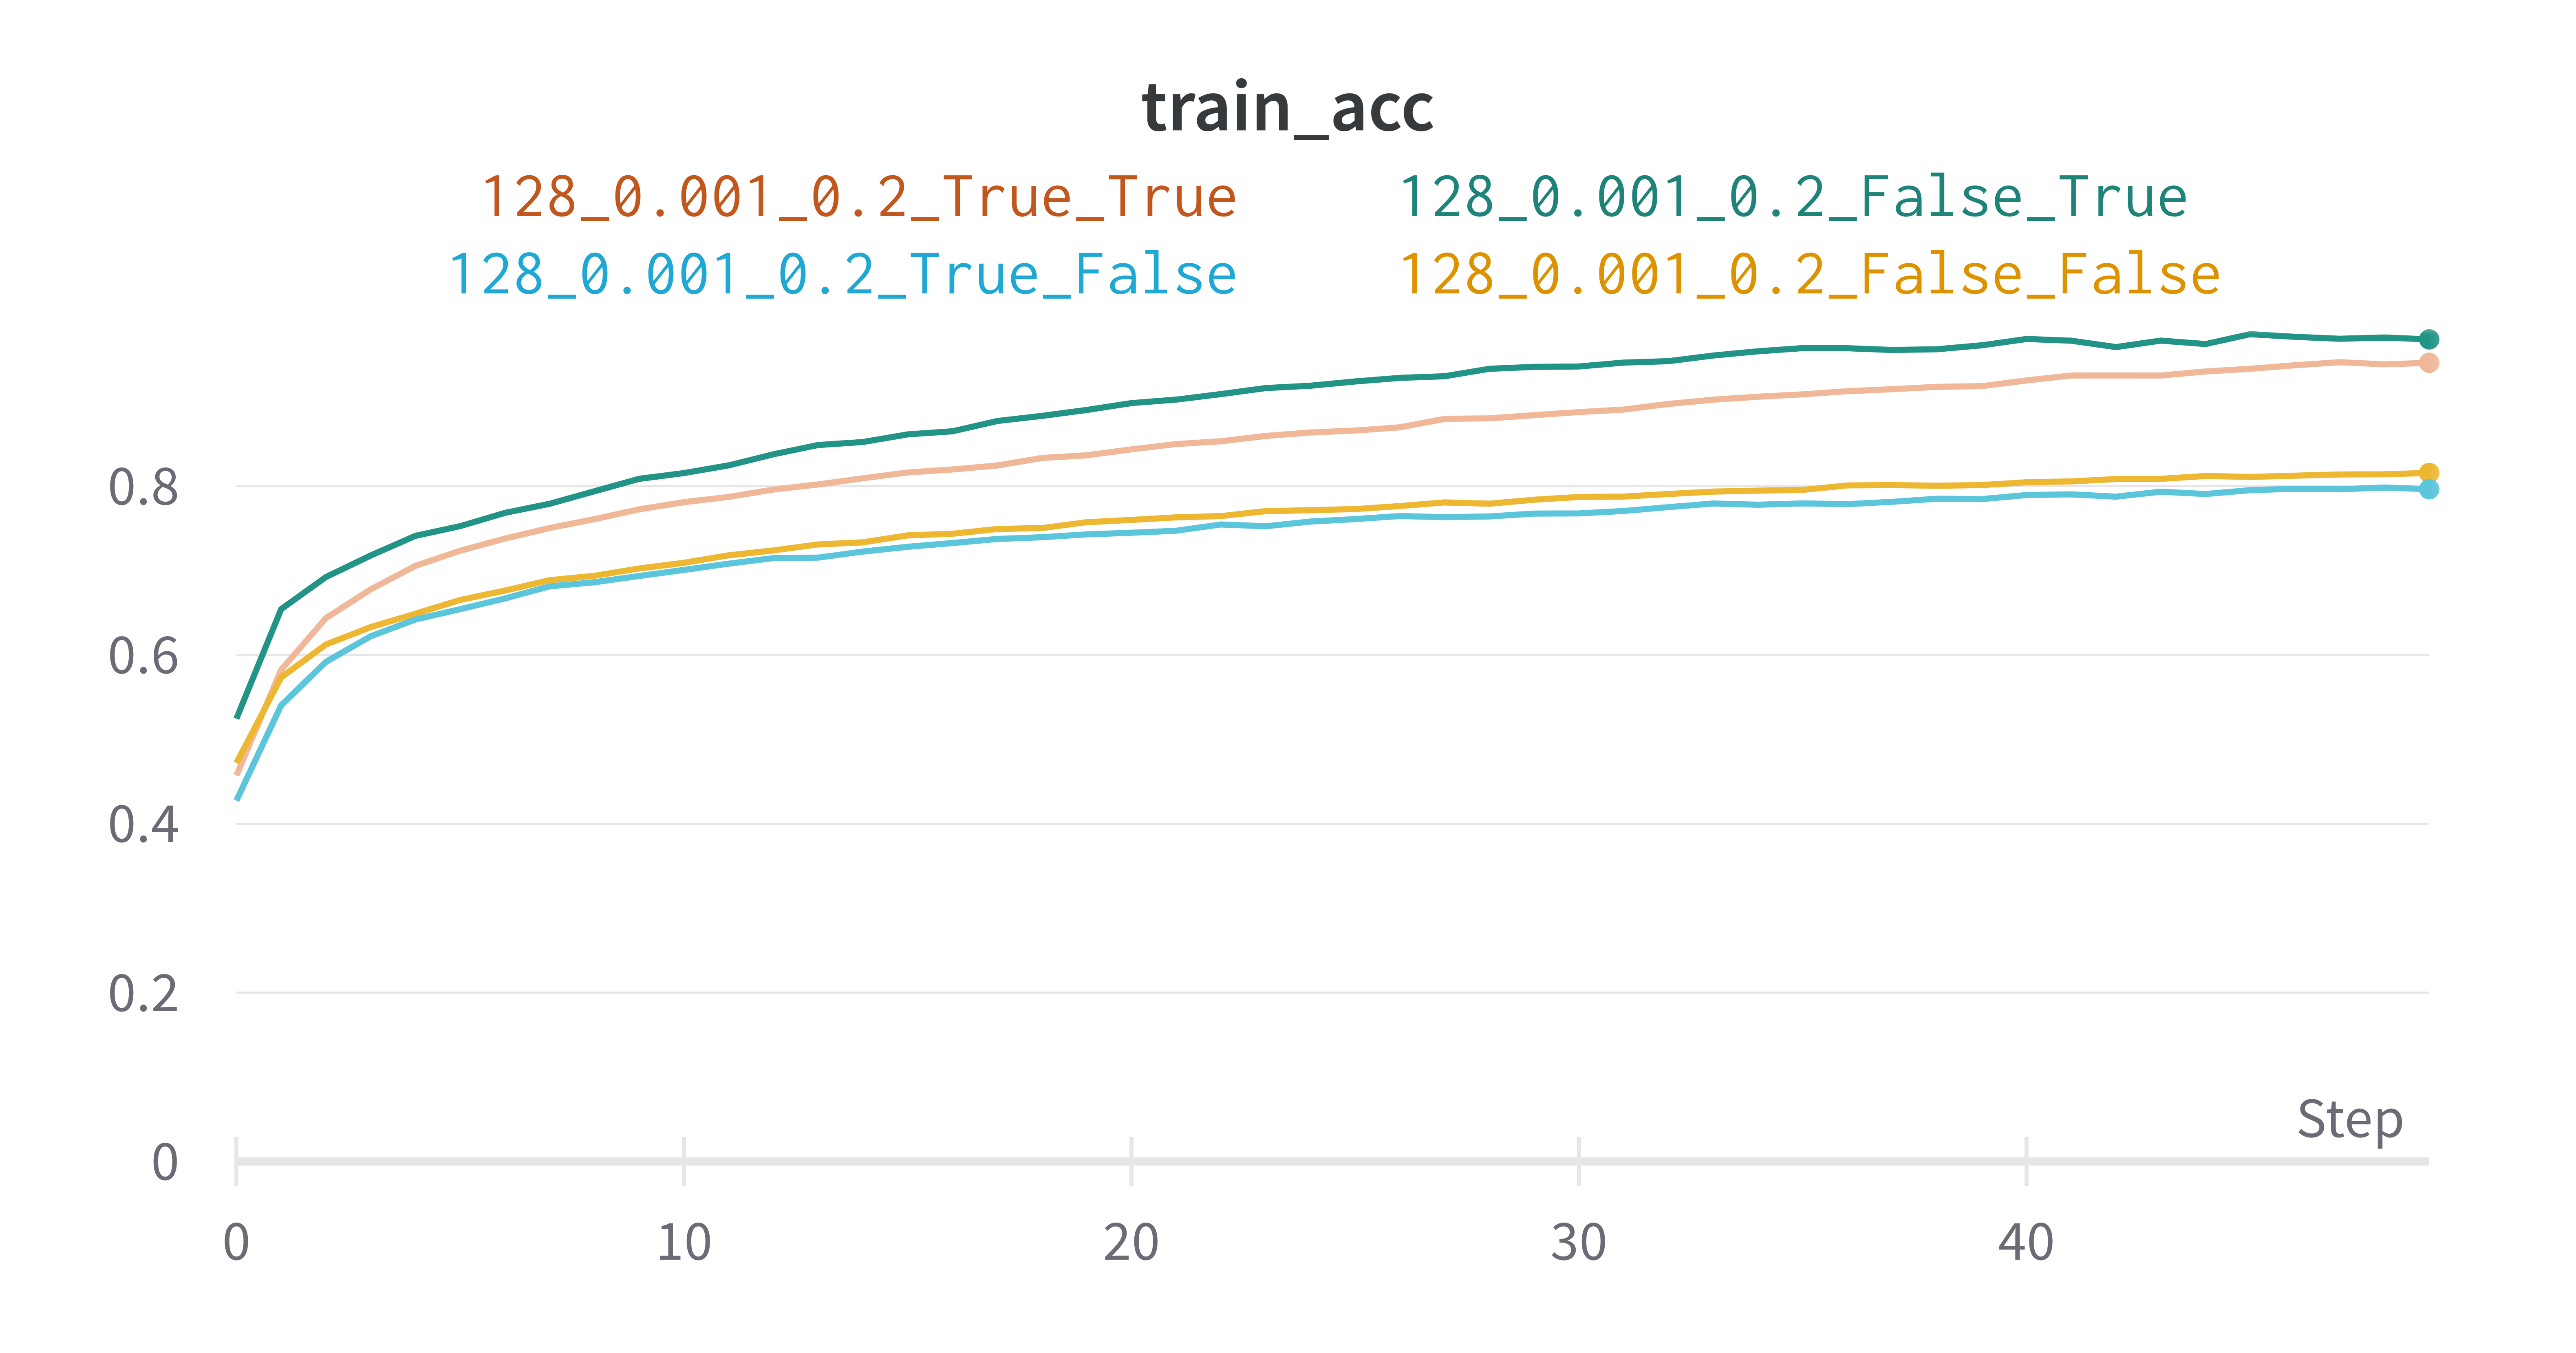 train_acc
128_0.001_0.2_True_True 128_0.001_0.2_False_True
128_0.001_0.2_True_False 128_0.001_0.2_False_False
0.8
0.6
0.4
0.2
Step
0
0 10 20 30 40